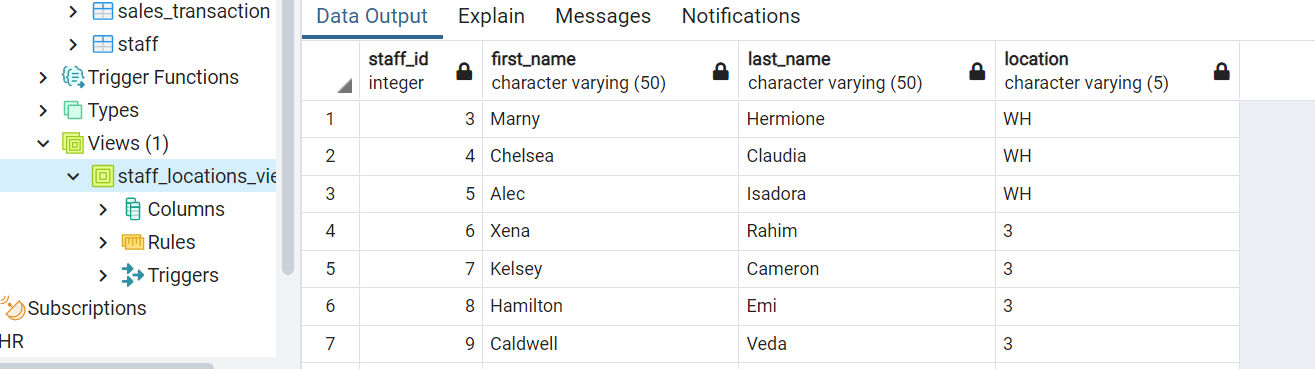 sales_transaction
staff
Trigger Functions
Types
Views (1)
staff_locations_vie
Columns
Rules
Triggers
Subscriptions
HR
Data Output Explain Messages Notifications
staff_id first_name last_name location
integer character varying (50) character varying (50) character varying (5)
1 3 Marny Hermione WH
2 4 Chelsea Claudia WH
3 5 Alec Isadora WH
4 6 Xena Rahim 3
5 7 Kelsey Cameron 3
6 8 Hamilton Emi 3
7 9 Caldwell Veda 3